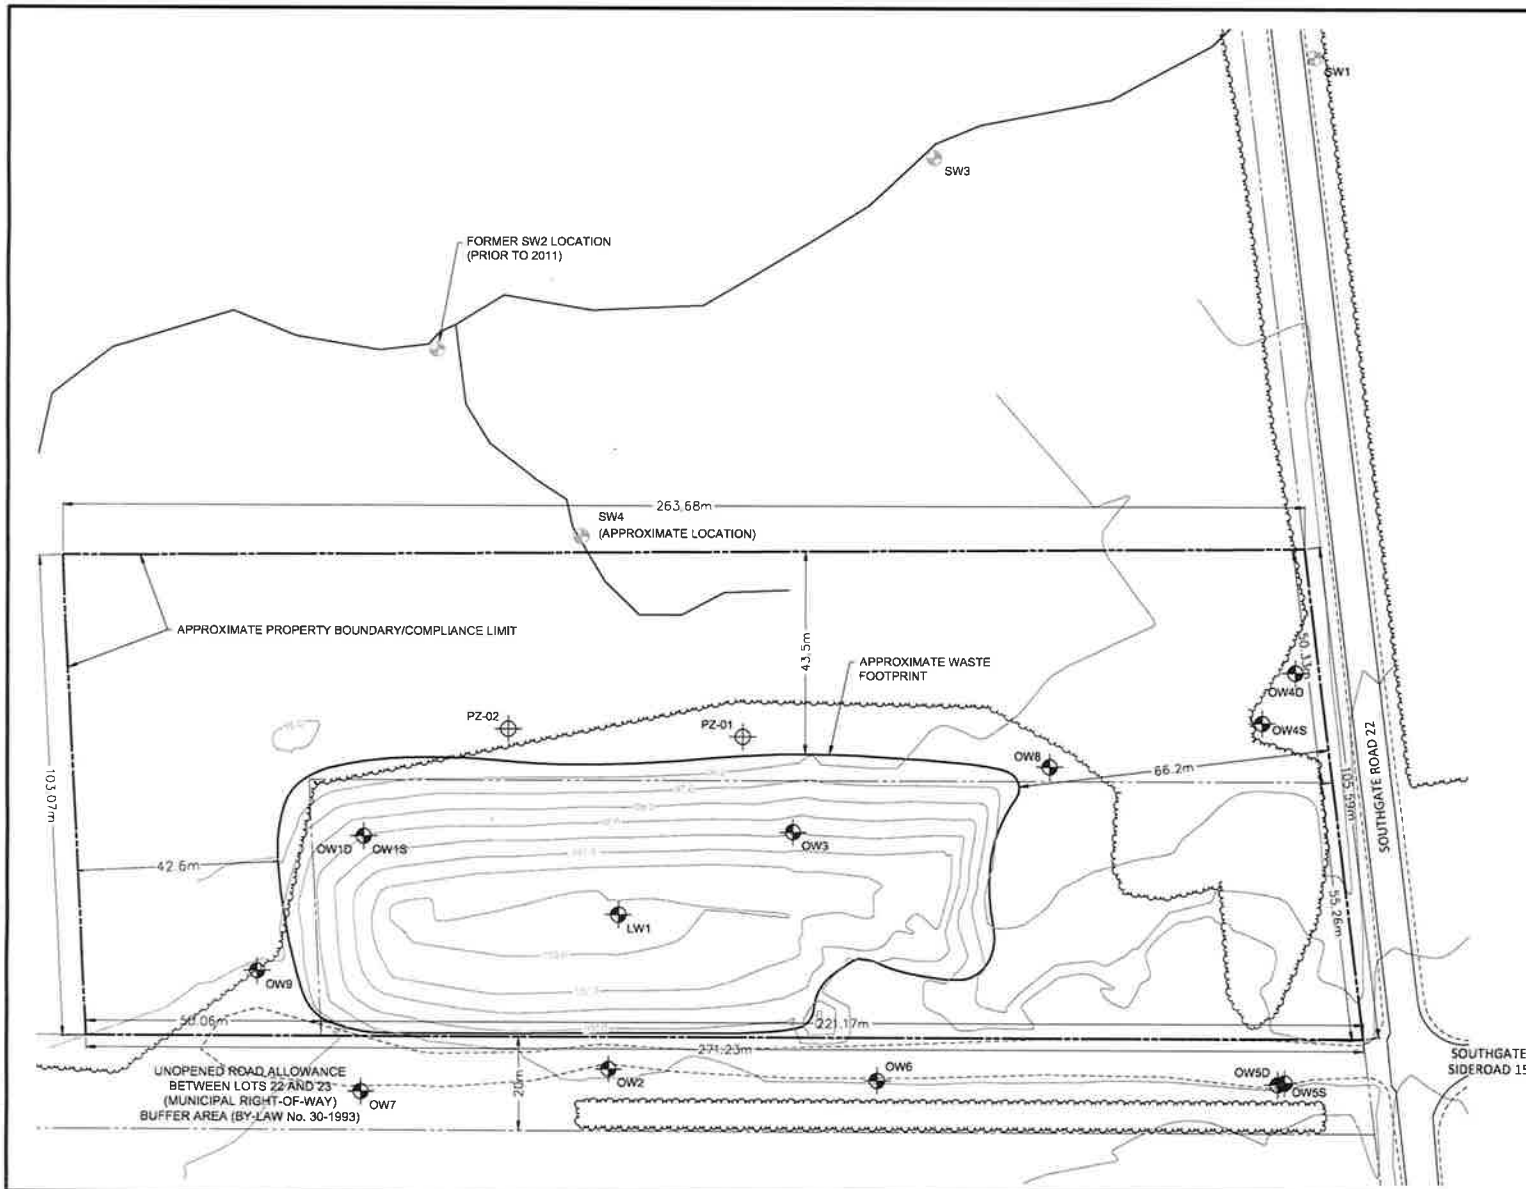 SW1
SW3
FORMER SW2 LOCATION
(PRIOR TO 2011)
263.68m
SW4
(APPROXIMATE LOCATION)
APPROXIMATE PROPERTY BOUNDARY/COMPLIANCE LIMIT
43.5m
APPROXIMATE WASTE
FOOTPRINT
50.33m
OW4D
PZ-02
PZ-01
OW4S
OW8
66.2m
105.59m
SOUTHGATE ROAD 22
103.07m
OW1D
OW1S
OW3
42.6m
55.26m
LW1
OW9
50.06m
221.17m
271.23m
20m
UNOPENED ROAD ALLOWANCE
BETWEEN LOTS 22 AND 23
(MUNICIPAL RIGHT-OF-WAY)
BUFFER AREA (BY-LAW No. 30-1993)
OW7
OW2
OW6
OW5D
OW5S
SOUTHGATE
SIDEROAD 15